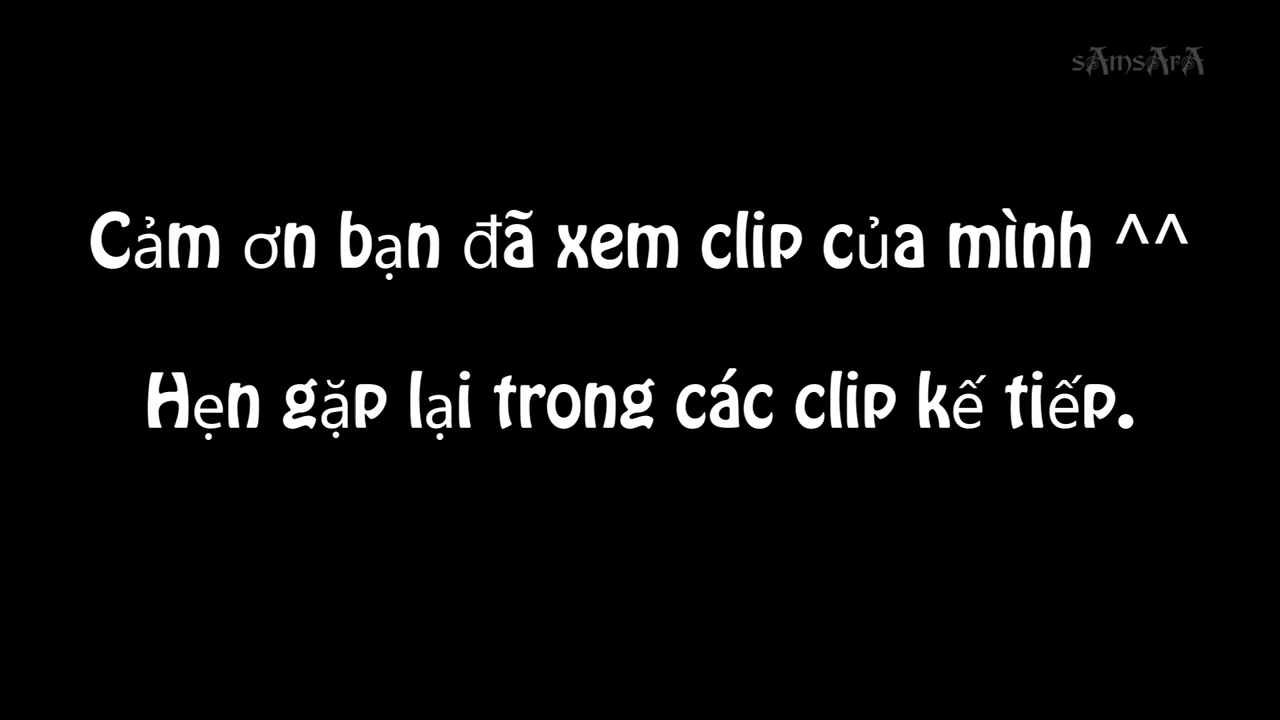 sAmsArA
Cảm ơn bạn đã xem clip của mình ^^
Hẹn gặp lại trong các clip kế tiếp.